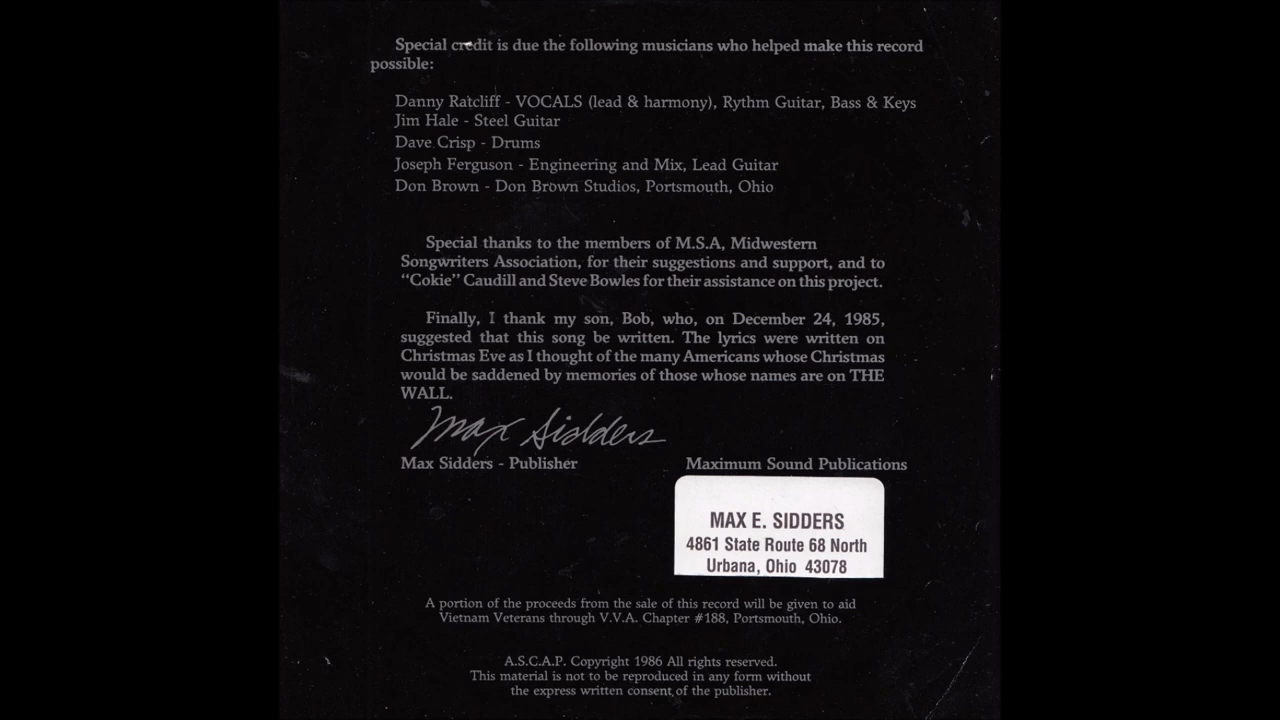 Special credit is due the following musicians who helped make this record
possible:
Danny Ratcliff - VOCALS (lead & harmony), Rythm Guitar, Bass & Keys
Jim Hale - Steel Guitar
Dave Crisp - Drums
Joseph Ferguson - Engineering and Mix, Lead Guitar
Don Brown - Don Brown Studios, Portsmouth, Ohio
Special thanks to the members of M.S.A, Midwestern
Songwriters Association, for their suggestions and support, and to
“Cokie” Caudill and Steve Bowles for their assistance on this project.
Finally, I thank my son, Bob, who, on December 24, 1985,
suggested that this song be written. The lyrics were written on
Christmas Eve as I thought of the many Americans whose Christmas
would be saddened by memories of those whose names are on THE
WALL.
Max Sidders
Max Sidders - Publisher
Maximum Sound Publications
MAX E. SIDDERS
4861 State Route 68 North
Urbana, Ohio 43078
A portion of the proceeds from the sale of this record will be given to aid
Vietnam Veterans through V.V.A. Chapter #188, Portsmouth, Ohio.
A.S.C.A.P. Copyright 1986 All rights reserved.
This material is not to be reproduced in any form without
the express written consent of the publisher.